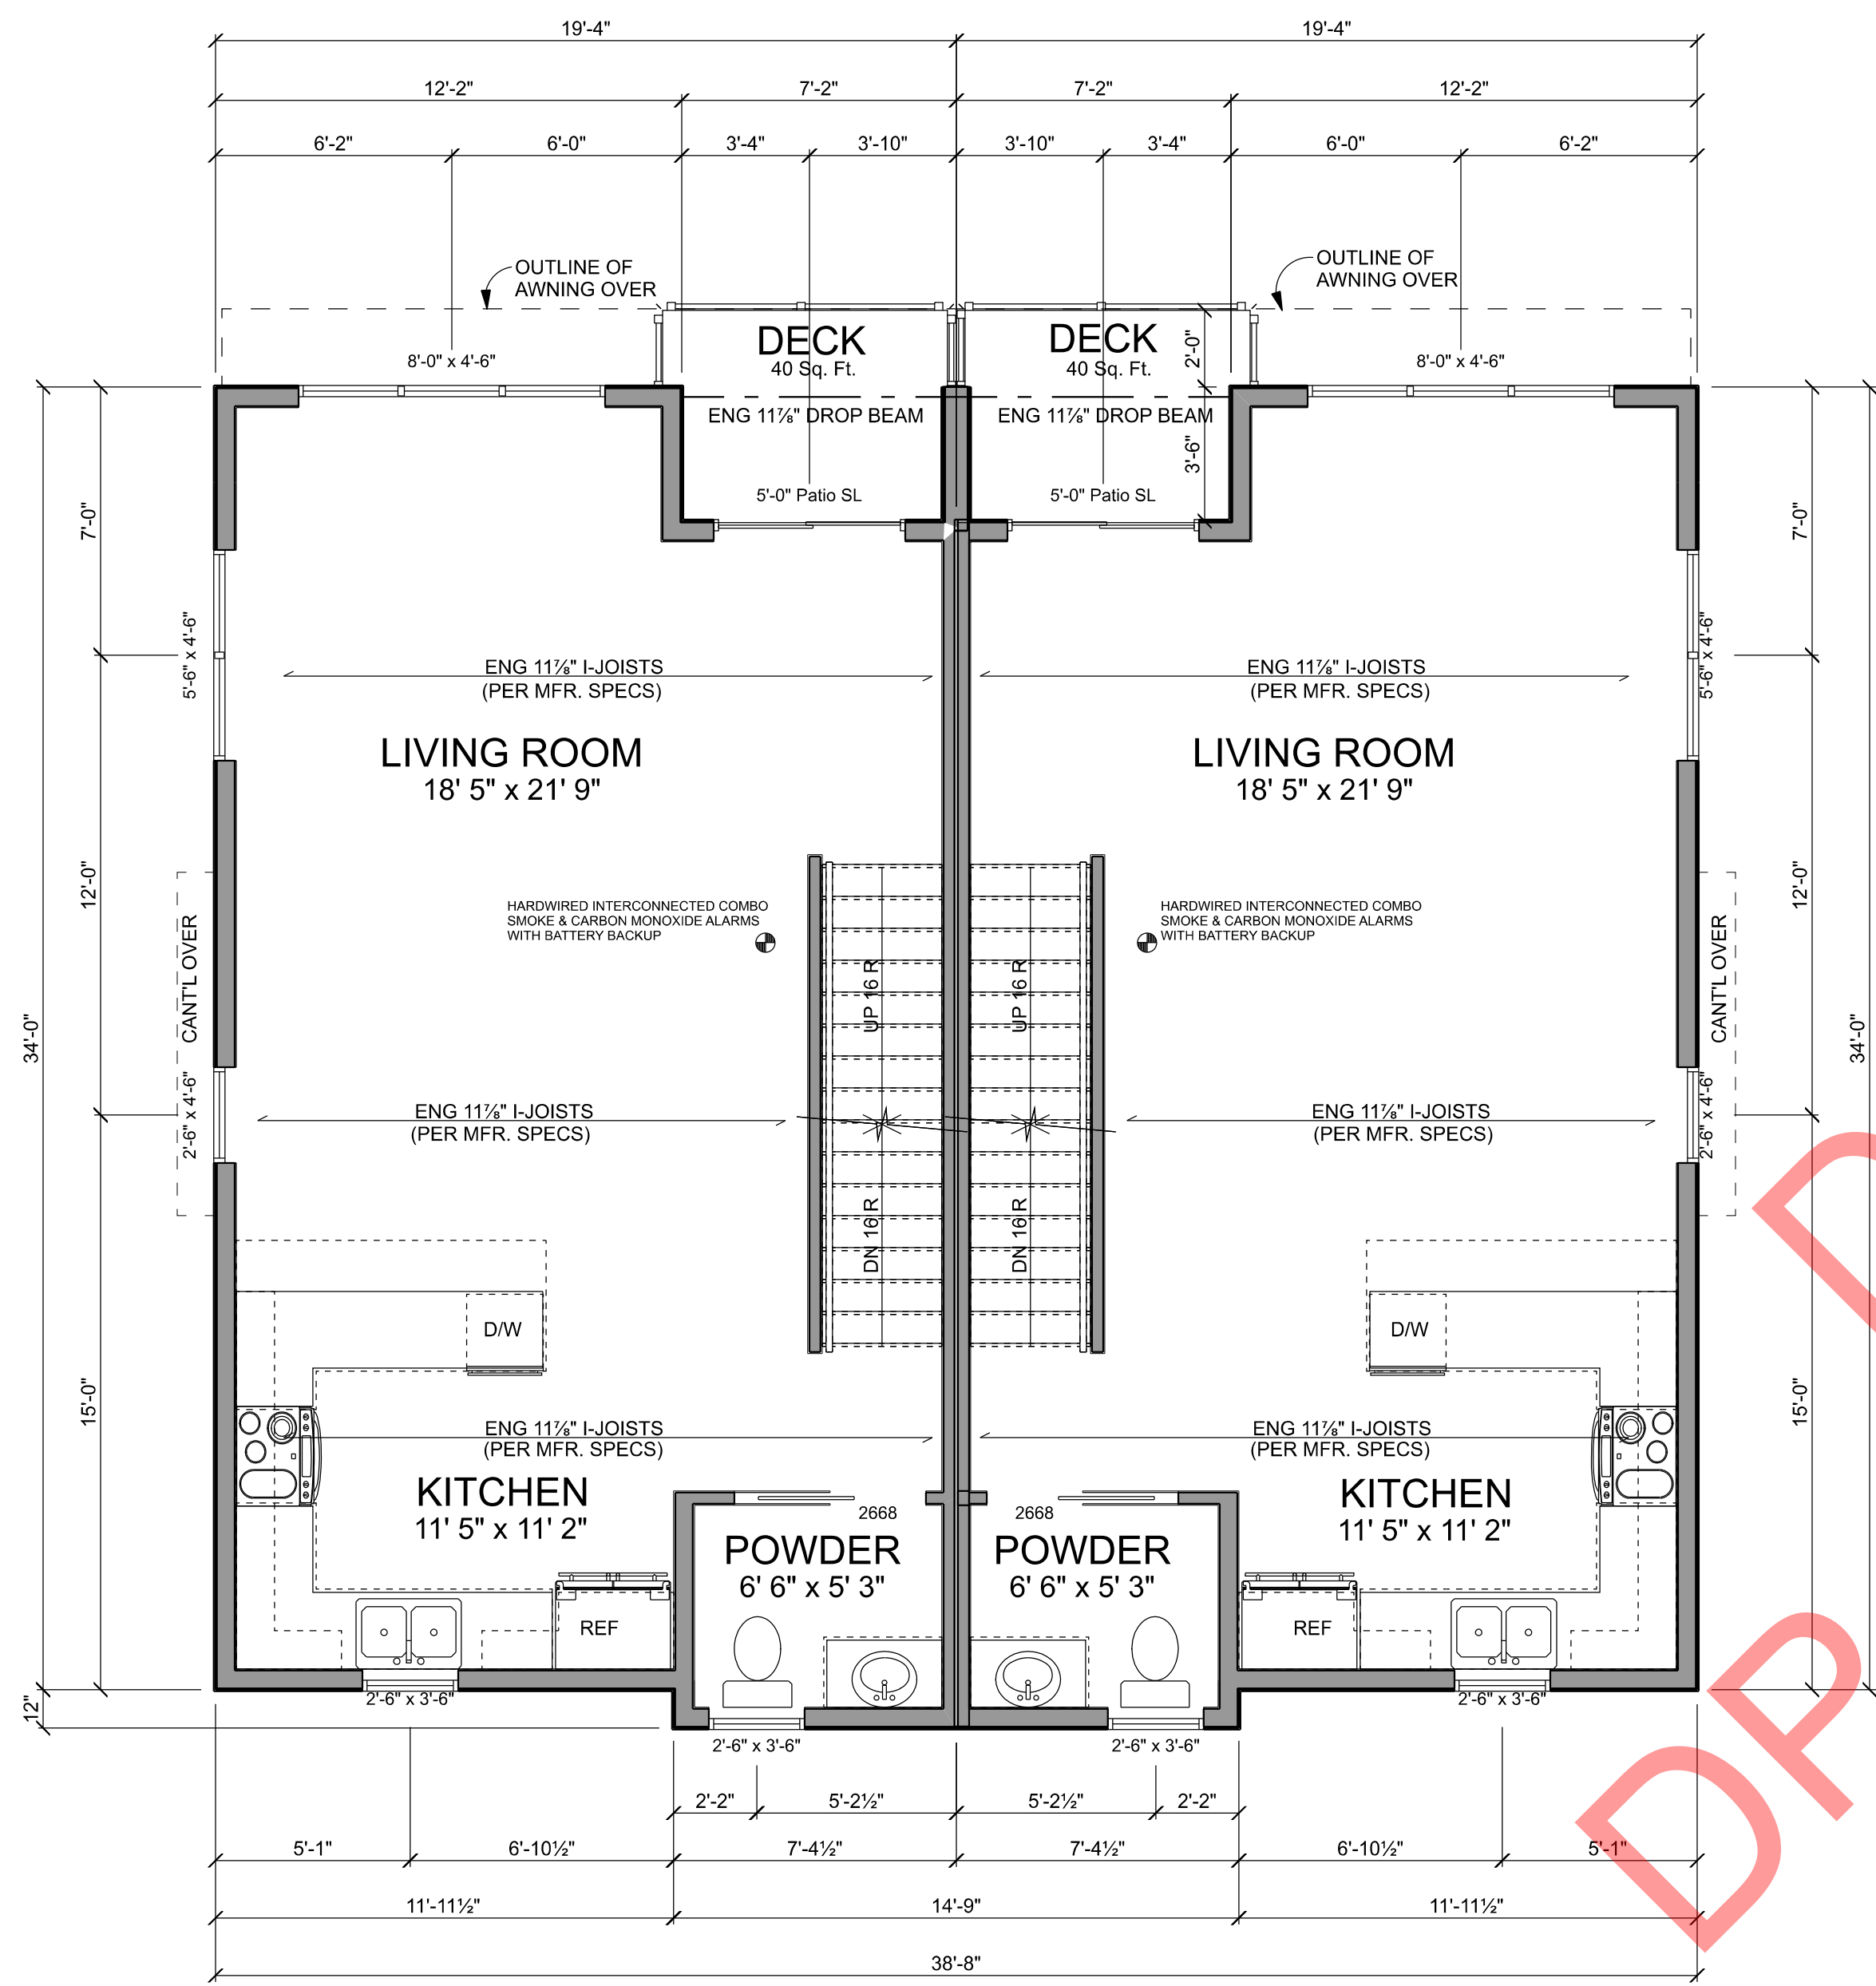 19'-4" 19'-4"
12'-2" 7'-2" 7'-2" 12'-2"
6'-2" 6'-0" 3'-4" 3'-10" 3'-10" 3'-4" 6'-0" 6'-2"
OUTLINE OF
AWNING OVER
OUTLINE OF
AWNING OVER
8'-0" x 4'-6"
DECK
40 Sq. Ft.
DECK
40 Sq. Ft.
2'-0"
8'-0" x 4'-6"
ENG 11⅞" DROP BEAM
ENG 11⅞" DROP BEAM
3'-6"
5'-0" Patio SL
5'-0" Patio SL
7'-0"
7'-0"
5'-6" x 4'-6"
5'-6" x 4'-6"
ENG 11⅞" I-JOISTS
(PER MFR. SPECS)
ENG 11⅞" I-JOISTS
(PER MFR. SPECS)
LIVING ROOM
18' 5" x 21' 9"
LIVING ROOM
18' 5" x 21' 9"
12'-0"
12'-0"
HARDWIRED INTERCONNECTED COMBO
SMOKE & CARBON MONOXIDE ALARMS
WITH BATTERY BACKUP
HARDWIRED INTERCONNECTED COMBO
SMOKE & CARBON MONOXIDE ALARMS
WITH BATTERY BACKUP
CANT'L OVER
CANT'L OVER
UP 16 R
UP 16 R
34'-0"
34'-0"
2'-6" x 4'-6"
2'-6" x 4'-6"
ENG 11⅞" I-JOISTS
(PER MFR. SPECS)
ENG 11⅞" I-JOISTS
(PER MFR. SPECS)
DN 16 R
DN 16 R
D/W
D/W
15'-0"
15'-0"
ENG 11⅞" I-JOISTS
(PER MFR. SPECS)
ENG 11⅞" I-JOISTS
(PER MFR. SPECS)
KITCHEN
11' 5" x 11' 2"
KITCHEN
11' 5" x 11' 2"
2668
2668
POWDER
6' 6" x 5' 3"
POWDER
6' 6" x 5' 3"
REF
REF
12"
2'-6" x 3'-6"
2'-6" x 3'-6"
2'-6" x 3'-6"
2'-6" x 3'-6"
2'-2" 5'-2½" 5'-2½" 2'-2"
5'-1" 6'-10½" 7'-4½" 7'-4½" 6'-10½" 5'-1"
11'-11½" 14'-9" 11'-11½"
38'-8"
DP
D